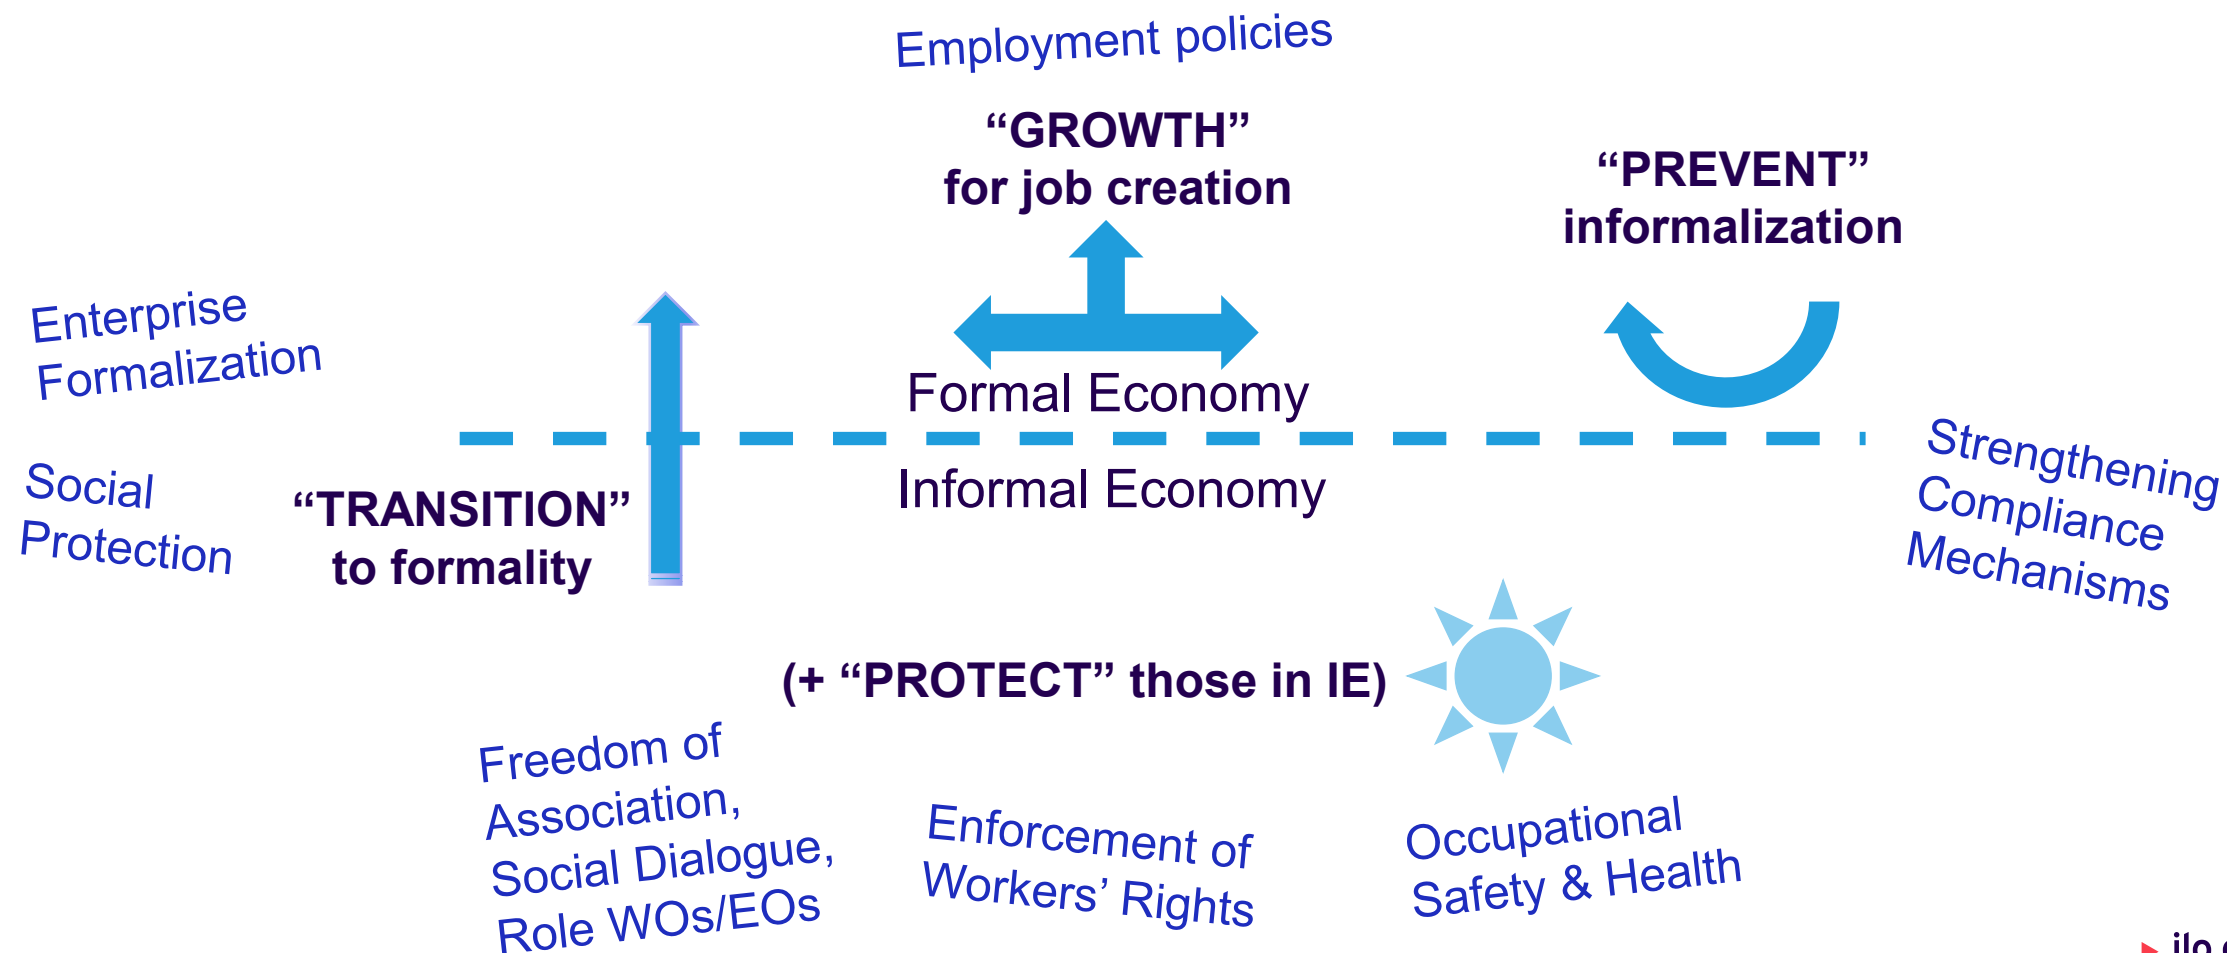 Employment policies
“GROWTH”
for job creation
“PREVENT”
informalization
Enterprise
Formalization
Formal Economy
Informal Economy
Social
Protection
“TRANSITION”
to formality
Strengthening
Compliance
Mechanisms
(+ “PROTECT” those in IE)
Freedom of
Association,
Social Dialogue,
Role WOs/EOs
Enforcement of
Workers’ Rights
Occupational
Safety & Health